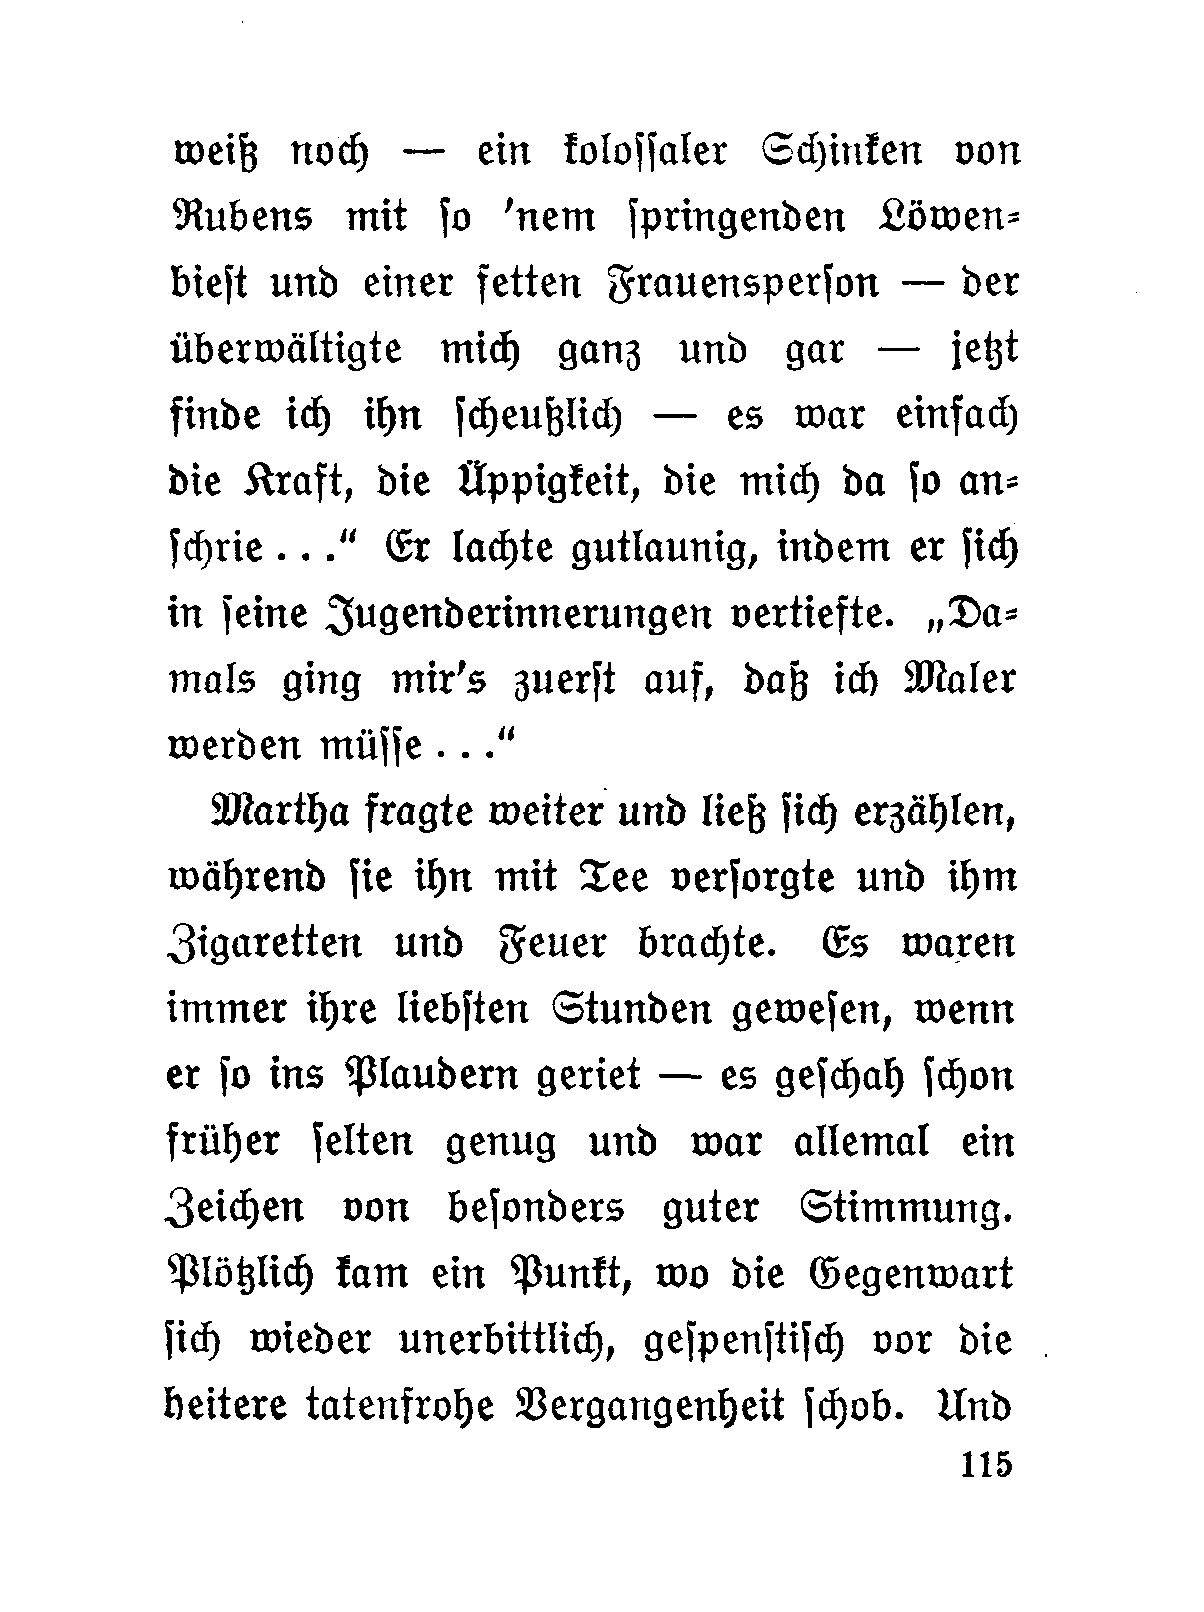 weiß noch — ein koloſſaler Schinken von
Rubens mit ſo 'nem ſpringenden Löwen⸗
bieſt und einer fetten Frauensperſon — der
überwältigte mich ganz und gar — jetzt
finde ich ihn ſcheußlich — es war einfach
die Kraft, die Üppigkeit, die mich da ſo an⸗
ſchrie . . .“ Er lachte gutlaunig, indem er ſich
in ſeine Jugenderinnerungen vertiefte. „Da⸗
mals ging mir's zuerſt auf, daß ich Maler
werden müſſe . . .“
Martha fragte weiter und ließ ſich erzählen,
während ſie ihn mit Tee verſorgte und ihm
Zigaretten und Feuer brachte. Es waren
immer ihre liebſten Stunden geweſen, wenn
er ſo ins Plaudern geriet — es geſchah ſchon
früher ſelten genug und war allemal ein
Zeichen von beſonders guter Stimmung.
Plötzlich kam ein Punkt, wo die Gegenwart
ſich wieder unerbittlich, geſpenſtiſch vor die
heitere tatenfrohe Vergangenheit ſchob. Und
115